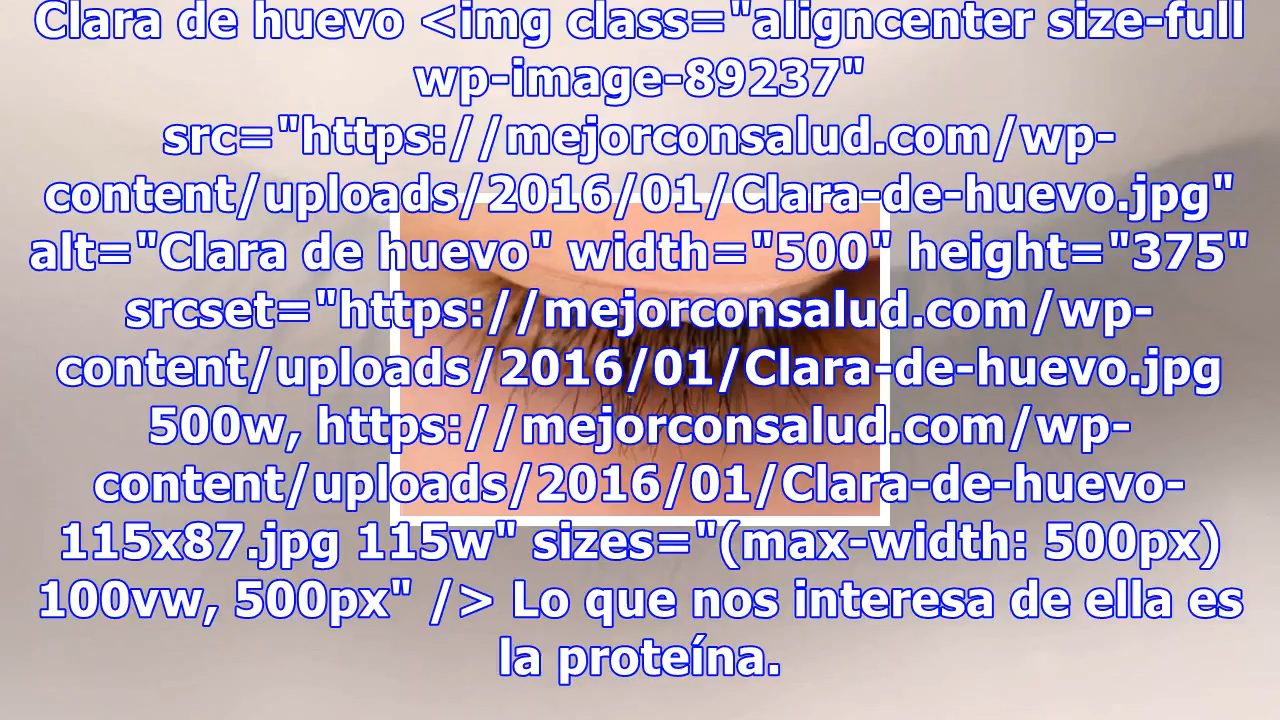 Clara de huevo <img class="aligncenter size-full
wp-image-89237"
src="https://mejorconsalud.com/wp-
content/uploads/2016/01/Clara-de-huevo.jpg"
alt="Clara de huevo" width="500" height="375"
srcset="https://mejorconsalud.com/wp-
content/uploads/2016/01/Clara-de-huevo.jpg
500w, https://mejorconsalud.com/wp-
content/uploads/2016/01/Clara-de-huevo-
115x87.jpg 115w" sizes="(max-width: 500px)
100vw, 500px" /> Lo que nos interesa de ella es
la proteína.